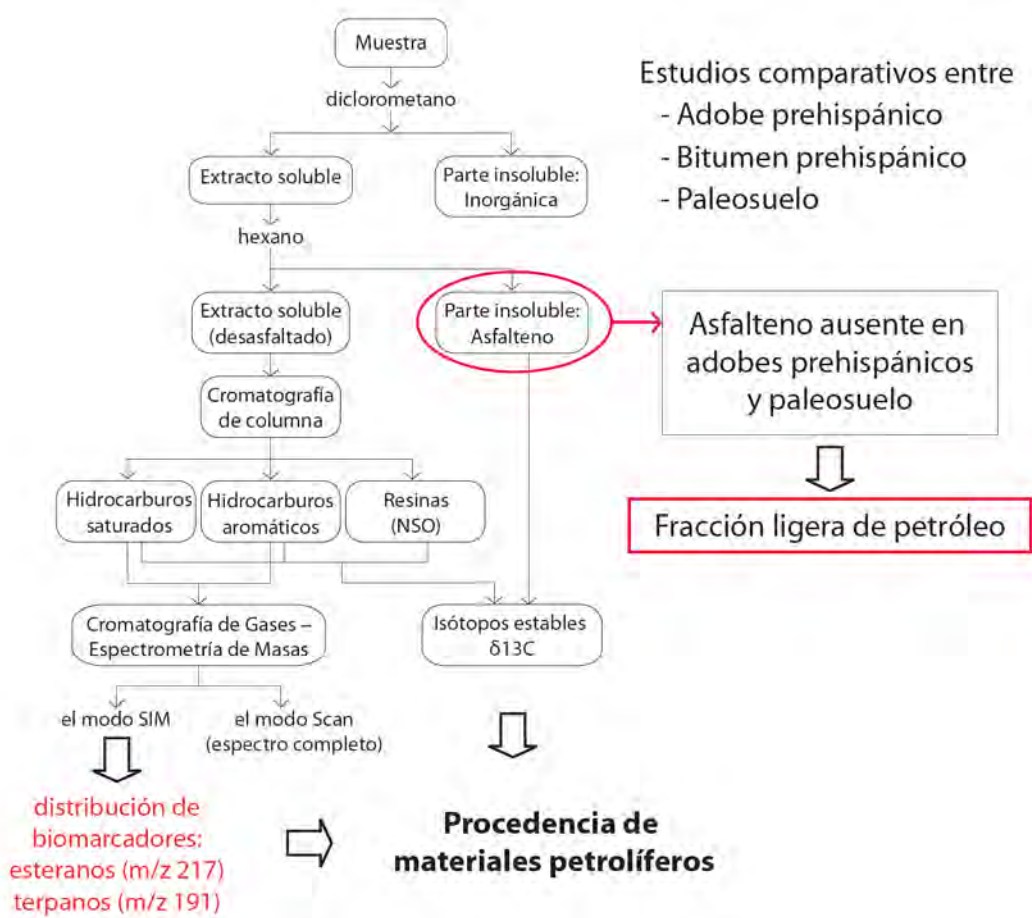 Muestra
diclorometano
Extracto soluble
Parte insoluble:
Inorgánica
hexano
Extracto soluble
(desasfaltado)
Parte insoluble:
Asfalteno
Cromatografía
de columna
Hidrocarburos
saturados
Hidrocarburos
aromáticos
Resinas
(NSO)
Cromatografía de Gases –
Espectrometría de Masas
Isótopos estables
δ13C
el modo SIM
el modo Scan
(espectro completo)
distribución de
biomarcadores:
esteranos (m/z 217)
terpanos (m/z 191)
Procedencia de
materiales petrolíferos
Estudios comparativos entre
- Adobe prehispánico
- Bitumen prehispánico
- Paleosuelo
Asfalteno ausente en
adobes prehispánicos
y paleosuelo
Fracción ligera de petróleo